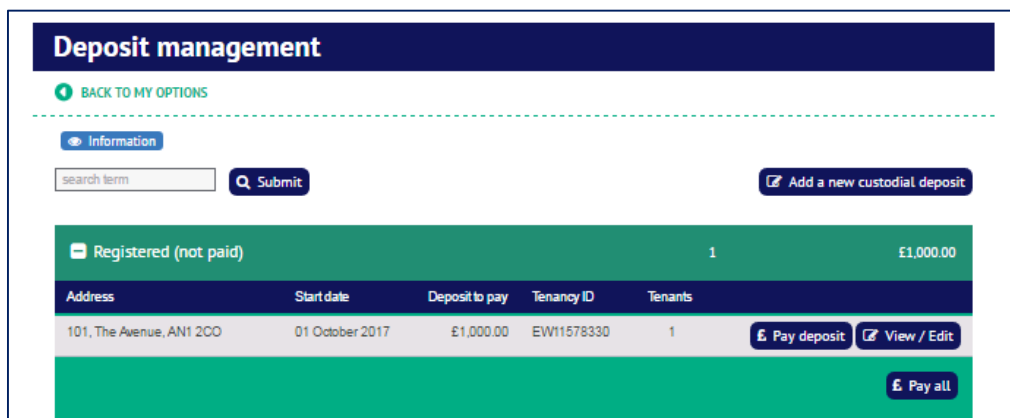 Deposit management
BACK TO MY OPTIONS
Information
search term Submit Add a new custodial deposit
Registered (not paid) 1 £1,000.00
Address Start date Deposit to pay Tenancy ID Tenants
101, The Avenue, AN1 2CO 01 October 2017 £1,000.00 EW11578330 1 £ Pay deposit View / Edit
£ Pay all